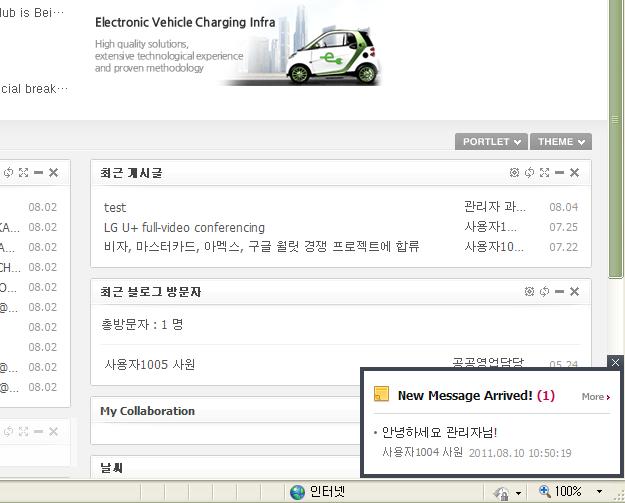 lub is Bei...
cial break...
Electronic Vehicle Charging Infra
High quality solutions,
extensive technological experience
and proven methodology
PORTLET THEME
08.02
KA... 08.02
A... 08.02
CH... 08.02
O... 08.02
@... 08.02
08.02
08.02
@... 08.02
@... 08.02
최근 게시글
test 관리자 과... 08.04
LG U+ full-video conferencing 사용자1... 07.25
비자, 마스터카드, 아멕스, 구글 월렛 경쟁 프로젝트에 합류 사용자10... 07.22
최근 블로그 방문자
총방문자 : 1 명
사용자1005 사원 공공영업담당 05.24
My Collaboration
날씨
New Message Arrived! (1) More
안녕하세요 관리자님!
사용자1004 사원 2011.08.10 10:50:19
인터넷 100%